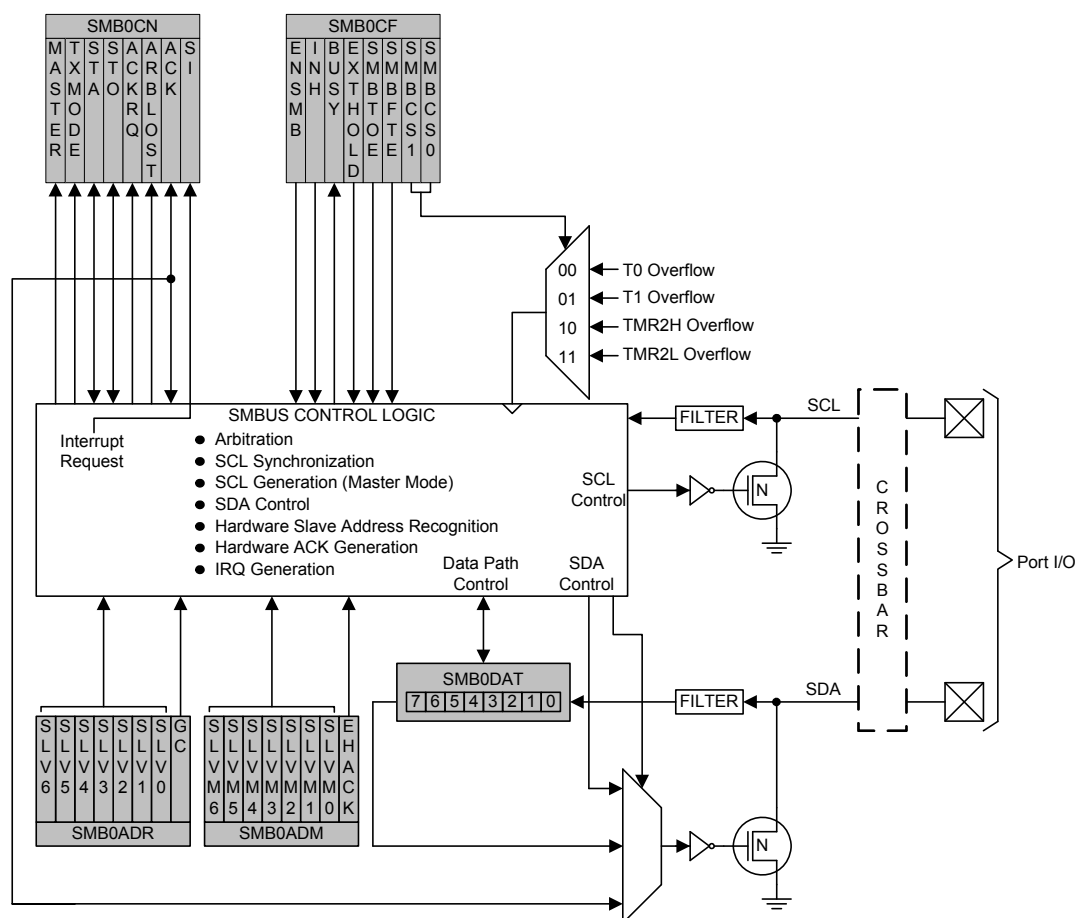 SMB0CN
MASTER
TXMODE
STA
STO
ACKRQ
ARBLOST
ACK
SI
SMB0CF
ENSMB
INH
BUSY
EXTHOLD
SMBTOE
SMBFTE
SMBCS1
SMBCS0
00
T0 Overflow
01
T1 Overflow
10
TMR2H Overflow
11
TMR2L Overflow
SMBUS CONTROL LOGIC
Interrupt
Request
● Arbitration
● SCL Synchronization
● SCL Generation (Master Mode)
● SDA Control
● Hardware Slave Address Recognition
● Hardware ACK Generation
● IRQ Generation
SCL
Control
Data Path
Control
SDA
Control
FILTER
SCL
N
CROSSBAR
Port I/O
SMB0DAT
7 6 5 4 3 2 1 0
FILTER
SDA
N
SLV6
SLV5
SLV4
SLV3
SLV2
SLV1
SLV0
GC
SMB0ADR
SLVM6
SLVM5
SLVM4
SLVM3
SLVM2
SLVM1
SLVM0
EHACK
SMB0ADM